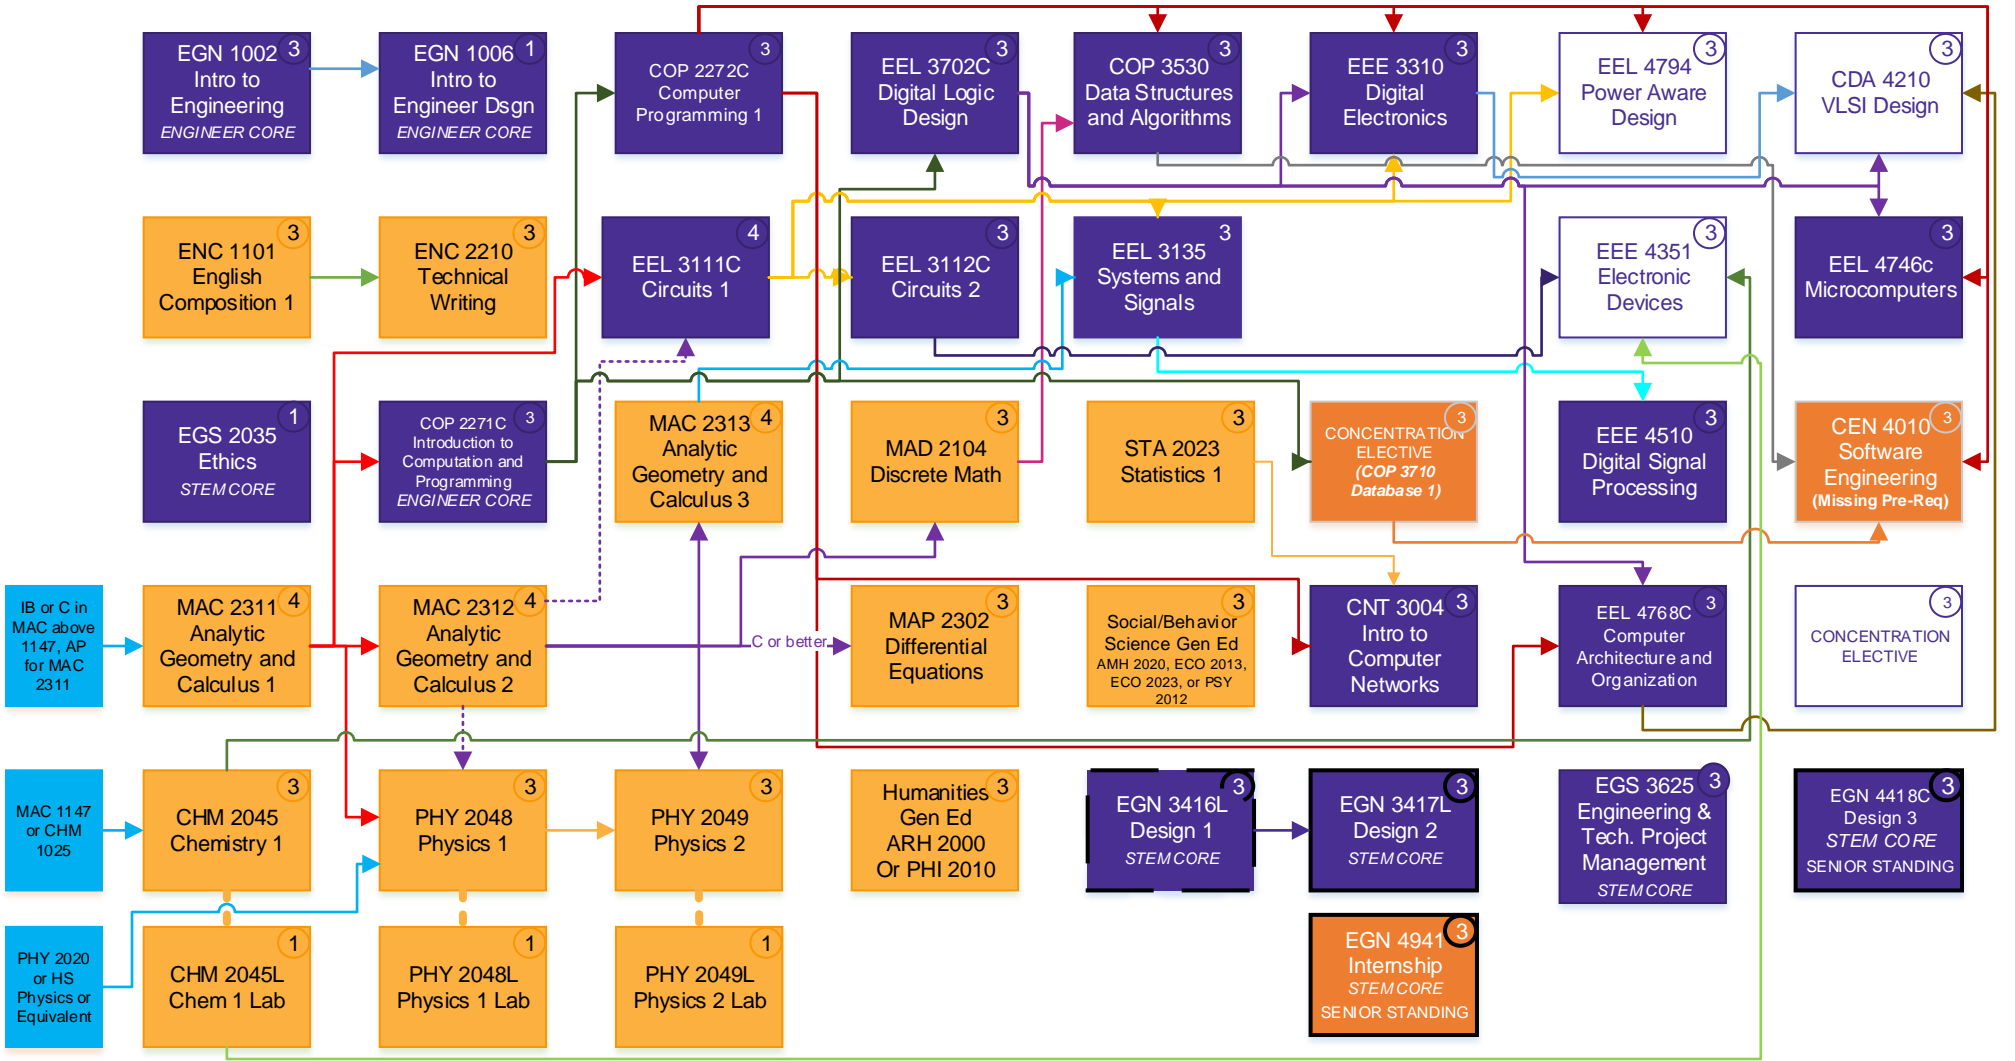 EGN 1002
3
Intro to
Engineering
ENGINEER CORE
EGN 1006
1
Intro to
Engineer Dsgn
ENGINEER CORE
COP 2272C
3
Computer
Programming 1
EEL 3702C
3
Digital Logic
Design
COP 3530
3
Data Structures
and Algorithms
EEE 3310
3
Digital
Electronics
EEL 4794
3
Power Aware
Design
CDA 4210
3
VLSI Design
ENC 1101
3
English
Composition 1
ENC 2210
3
Technical
Writing
EEL 3111C
4
Circuits 1
EEL 3112C
3
Circuits 2
EEL 3135
3
Systems and
Signals
EEE 4351
3
Electronic
Devices
EEL 4746c
3
Microcomputers
EGS 2035
1
Ethics
STEM CORE
COP 2271C
3
Introduction to
Computation and
Programming
ENGINEER CORE
MAC 2313
4
Analytic
Geometry and
Calculus 3
MAD 2104
3
Discrete Math
STA 2023
3
Statistics 1
CONCENTRATION
3
ELECTIVE
(COP 3710
Database 1)
EEE 4510
3
Digital Signal
Processing
CEN 4010
3
Software
Engineering
(Missing Pre-Req)
IB or C in
MAC above
1147, AP
for MAC
2311
MAC 2311
4
Analytic
Geometry and
Calculus 1
MAC 2312
4
Analytic
Geometry and
Calculus 2
C or better
MAP 2302
3
Differential
Equations
Social/Behavior
3
Science Gen Ed
AMH 2020, ECO 2013,
ECO 2023, or PSY
2012
CNT 3004
3
Intro to
Computer
Networks
EEL 4768C
3
Computer
Architecture and
Organization
CONCENTRATION
3
ELECTIVE
MAC 1147
or CHM
1025
CHM 2045
3
Chemistry 1
PHY 2048
3
Physics 1
PHY 2049
3
Physics 2
Humanities
3
Gen Ed
ARH 2000
Or PHI 2010
EGN 3416L
3
Design 1
STEM CORE
EGN 3417L
3
Design 2
STEM CORE
EGS 3625
3
Engineering &
Tech. Project
Management
STEM CORE
EGN 4418C
3
Design 3
STEM CORE
SENIOR STANDING
PHY 2020
or HS
Physics or
Equivalent
CHM 2045L
1
Chem 1 Lab
PHY 2048L
1
Physics 1 Lab
PHY 2049L
1
Physics 2 Lab
EGN 4941
3
Internship
STEM CORE
SENIOR STANDING